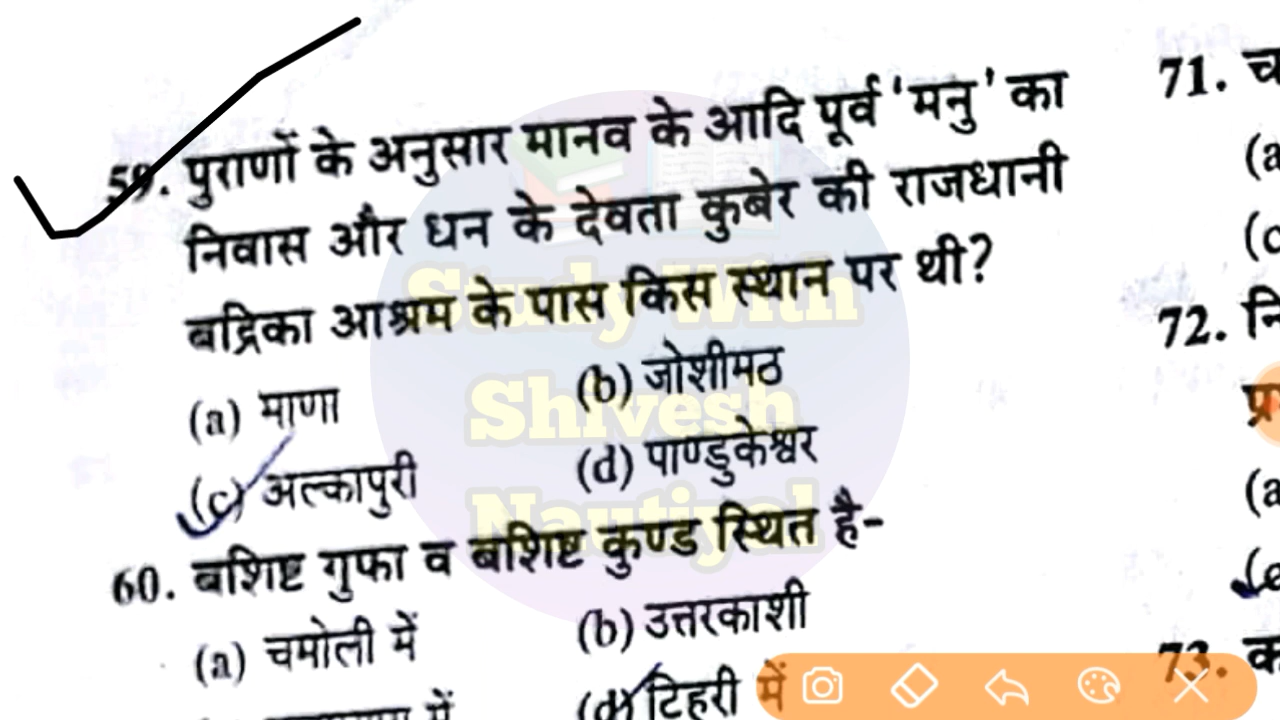 59. पुराणों के अनुसार मानव के आदि पूर्व 'मनु' का
निवास और धन के देवता कुबेर की राजधानी
बद्रिका आश्रम के पास किस स्थान पर थी?
(a) माणा
(b) जोशीमठ
(c) अत्कापुरी
(d) पाण्डुकेश्वर
60. बशिष्ट गुफा व बशिष्ट कुण्ड स्थित है-
(a) चमोली में
(b) उत्तरकाशी
में
(d) टिहरी में
71. च
(a
(c
72. नि
प्र
(a
(c
73. क
Study With
Shivesh
Nautiyal